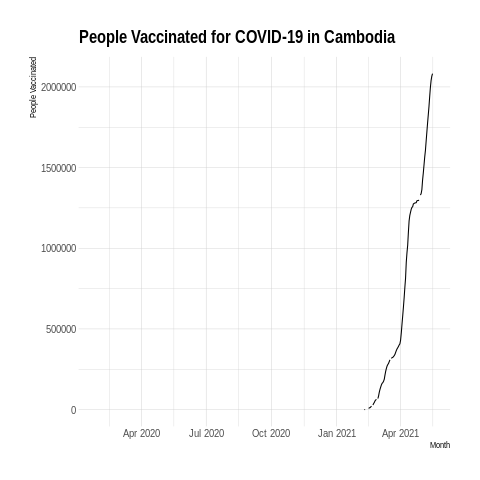 People Vaccinated for COVID-19 in Cambodia
People Vaccinated
2000000
1500000
1000000
500000
0
Apr 2020 Jul 2020 Oct 2020 Jan 2021 Apr 2021
Month